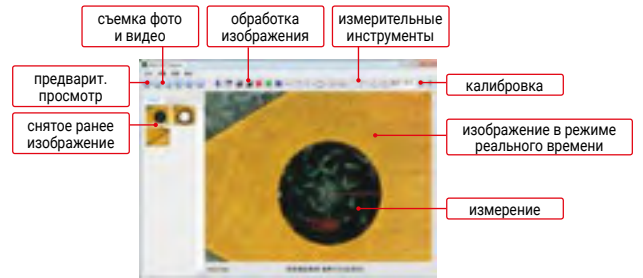 съемка фото
и видео
обработка
изображения
измерительные
инструменты
предварит.
просмотр
калибровка
снятое ранее
изображение
изображение в режиме
реального времени
измерение